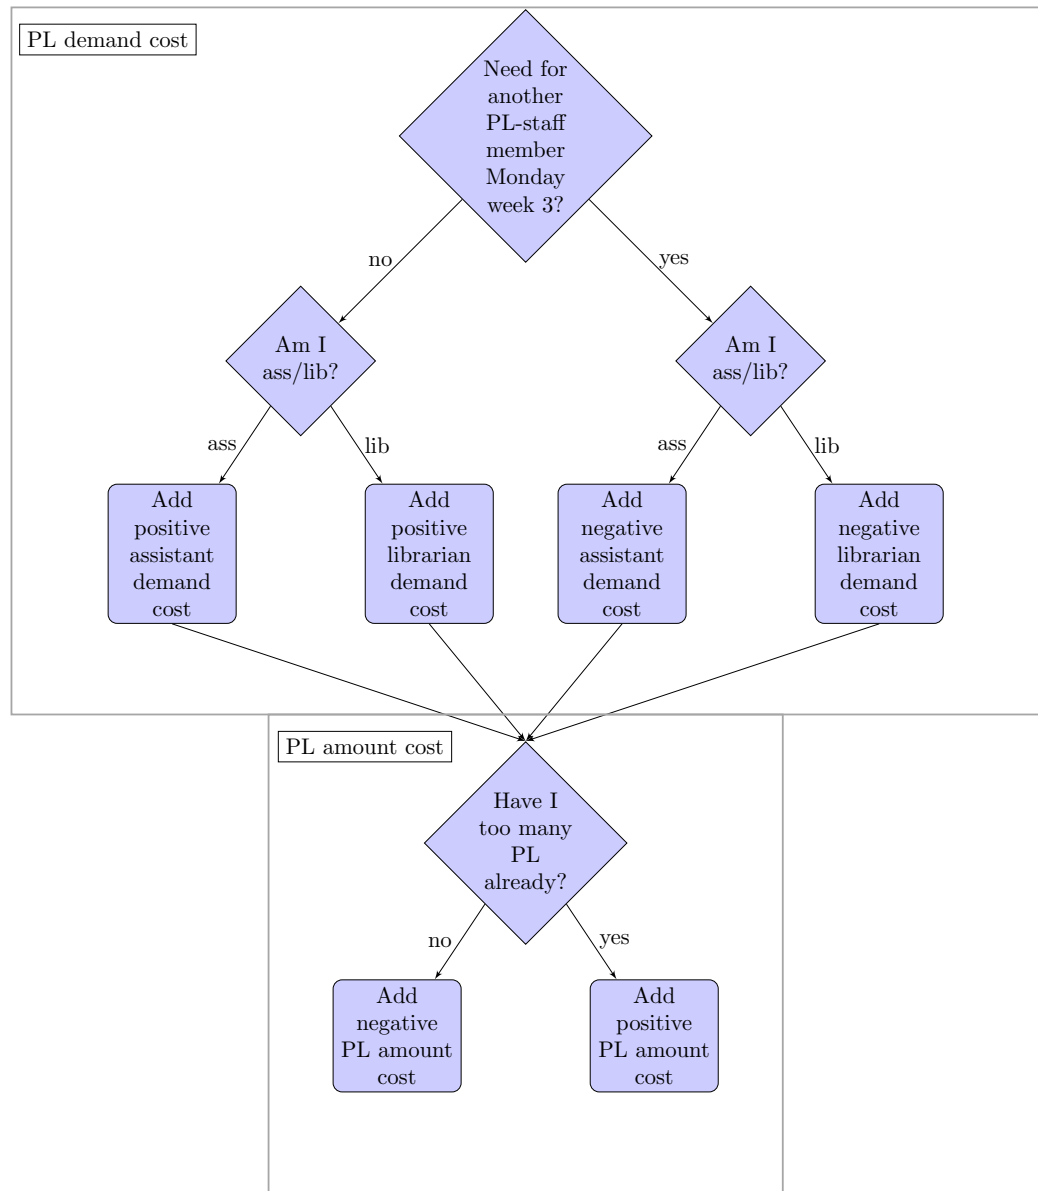 PL demand cost
Need for
another
PL-staff
member
Monday
week 3?
no
yes
Am I
ass/lib?
Am I
ass/lib?
ass
lib
ass
lib
Add
positive
assistant
demand
cost
Add
positive
librarian
demand
cost
Add
negative
assistant
demand
cost
Add
negative
librarian
demand
cost
PL amount cost
Have I
too many
PL
already?
no
yes
Add
negative
PL amount
cost
Add
positive
PL amount
cost